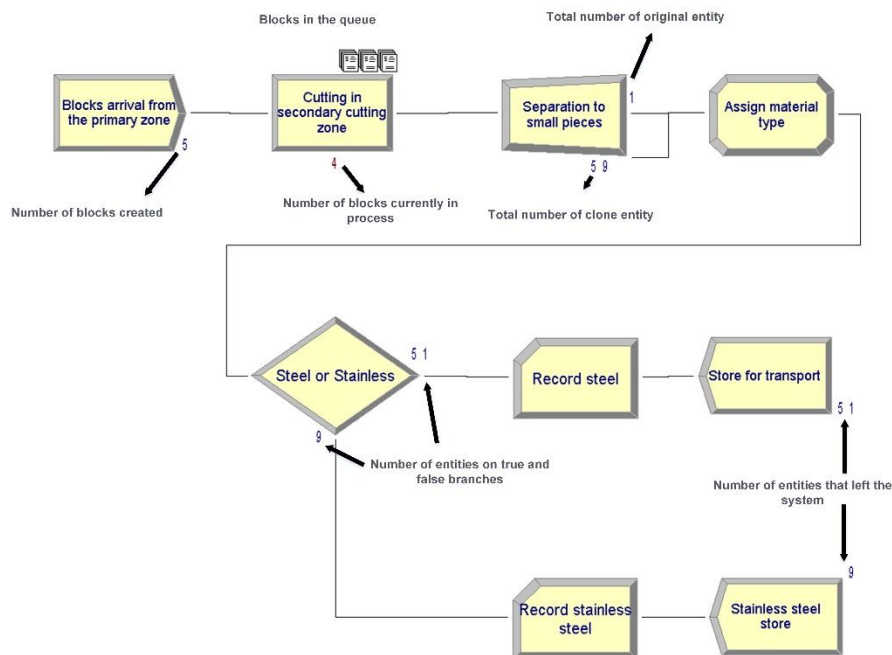 Blocks in the queue
Total number of original entity
Blocks arrival from
the primary zone
5
Cutting in
secondary cutting
zone
4
Separation to
small pieces
1
5 9
Assign material
type
Number of blocks created
Number of blocks currently in
process
Total number of clone entity
Steel or Stainless
5 1
9
Record steel
Store for transport
5 1
Number of entities on true and
false branches
Number of entities that left the
system
Record stainless
steel
Stainless steel
store
9